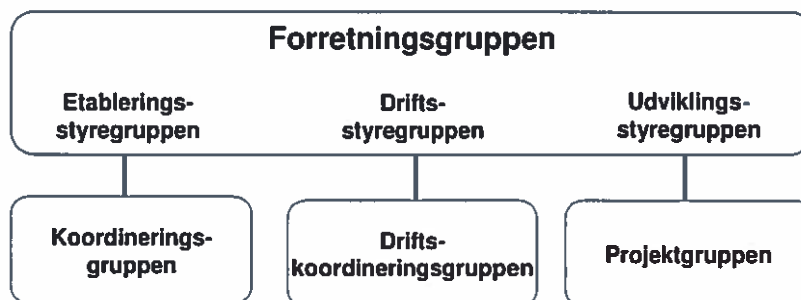 Forretningsgruppen
Etablerings-
styregruppen
Drifts-
styregruppen
Udviklings-
styregruppen
Koordinerings-
gruppen
Drifts-
koordineringsgruppen
Projektgruppen